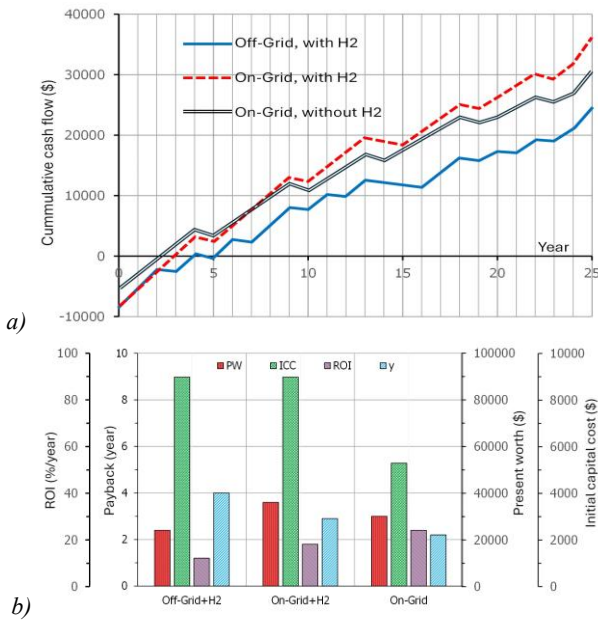 a)
Cummulative cash flow ($)
40000
30000
20000
10000
0
-10000
Off-Grid, with H2
On-Grid, with H2
On-Grid, without H2
Year
0 5 10 15 20 25
b)
ROI (%/year)
100
80
60
40
20
0
Payback (year)
10
8
6
4
2
0
PW ICC ROI y
Off-Grid+H2 On-Grid+H2 On-Grid
Present worth ($)
100000
80000
60000
40000
20000
0
Initial capital cost ($)
10000
8000
6000
4000
2000
0